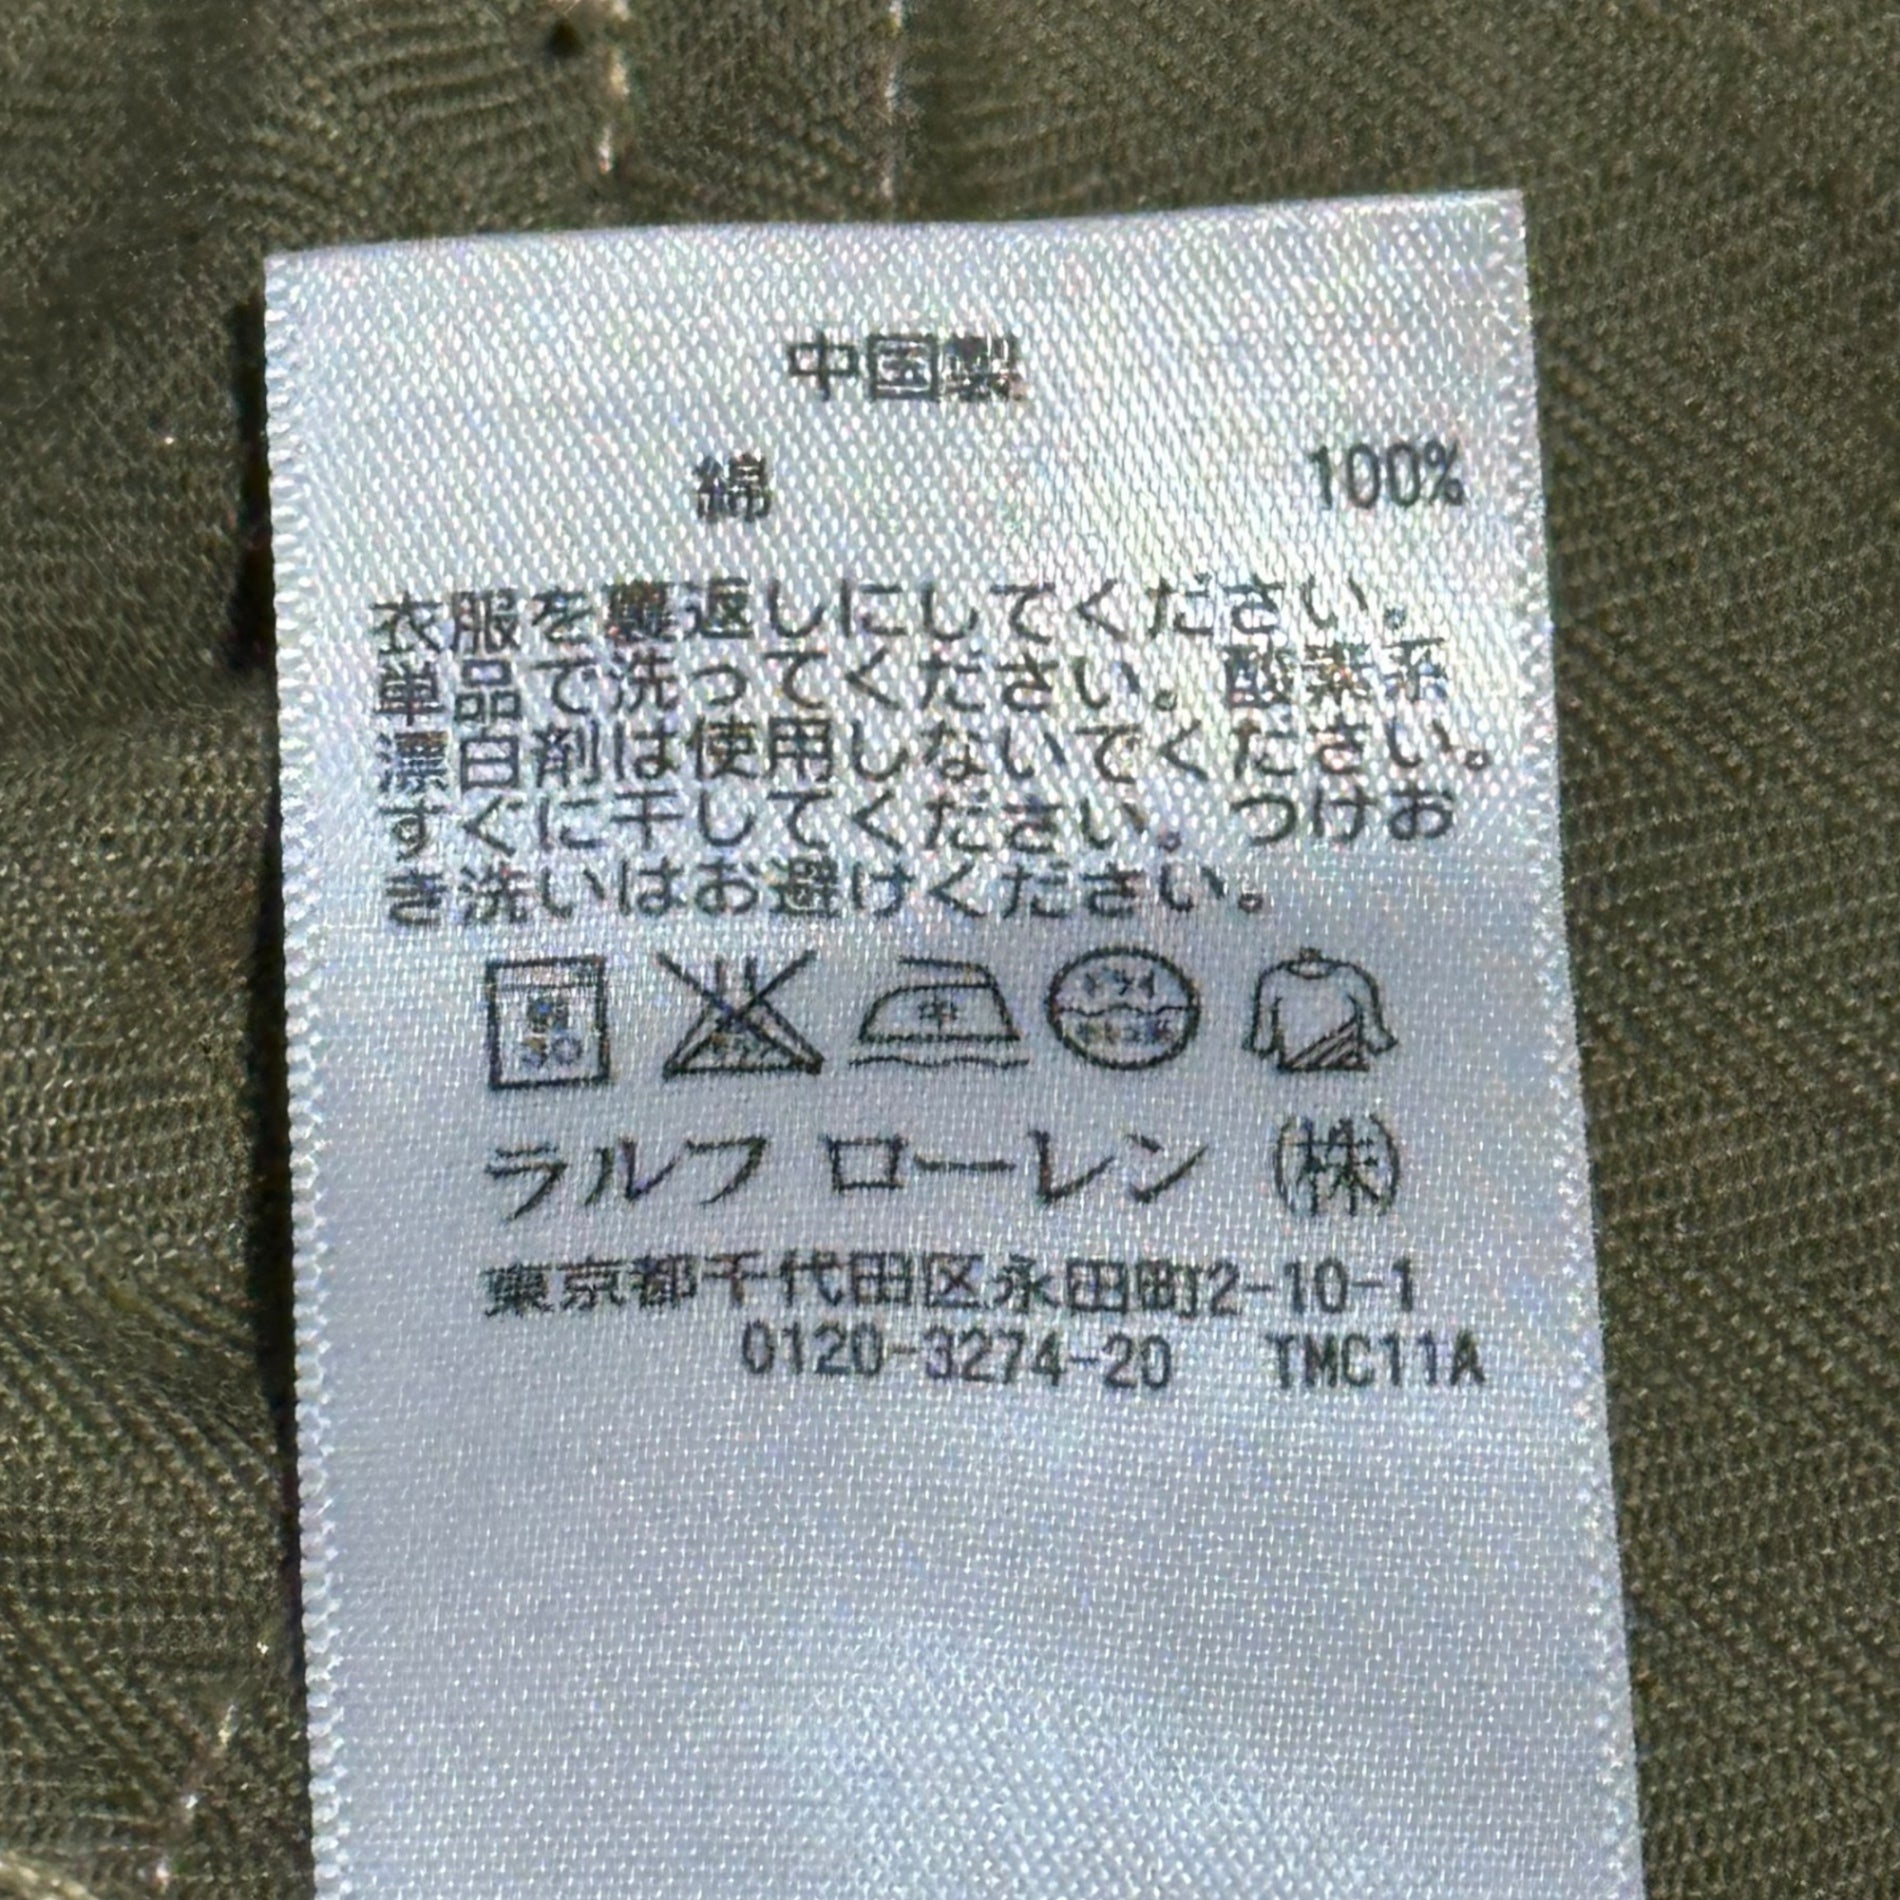 中国製
綿 100%
衣服を裏返しにしてください。
単品で洗ってください。酸素系
漂白剤は使用しないでください。
すぐに干してください。つけお
き洗いはお避けください。
中
ラルフ ローレン ㈱
東京都千代田区永田町2-10-1
0120-3274-20 TMC11A